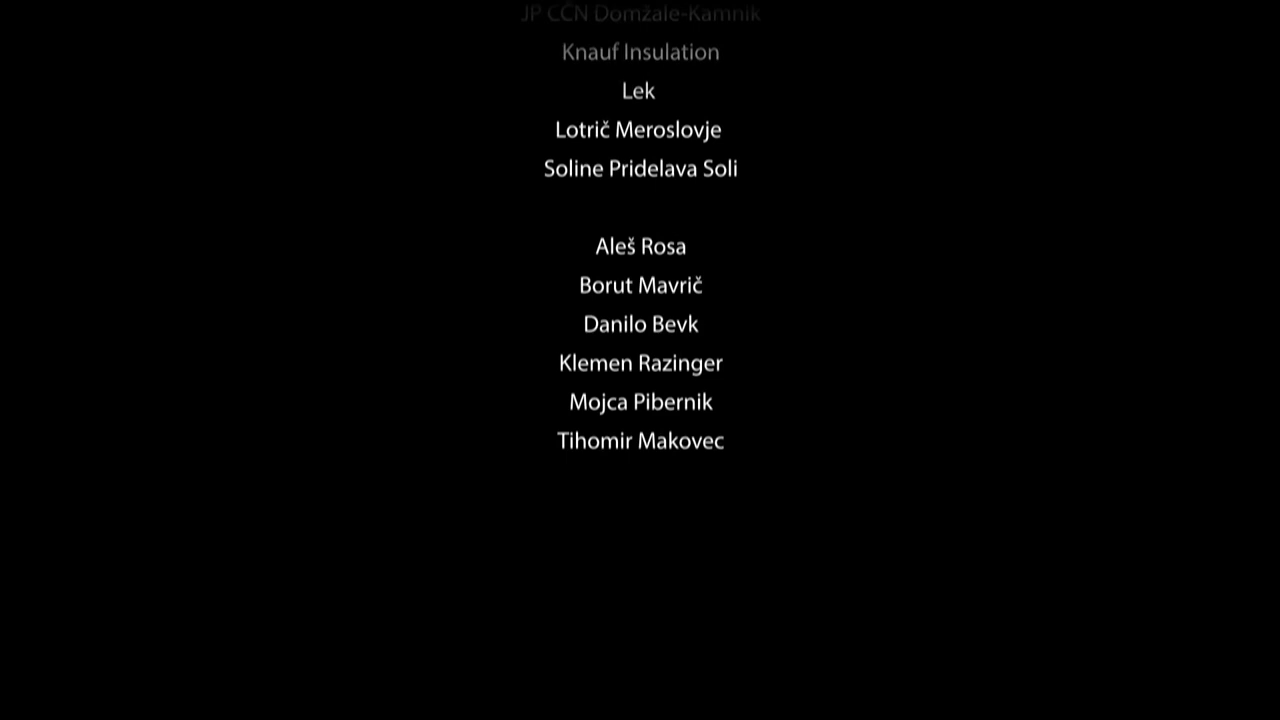 JP CČN Domžale-Kamnik
Knauf Insulation
Lek
Lotrič Meroslovje
Soline Pridelava Soli
Aleš Rosa
Borut Mavrič
Danilo Bevk
Klemen Razinger
Mojca Pibernik
Tihomir Makovec